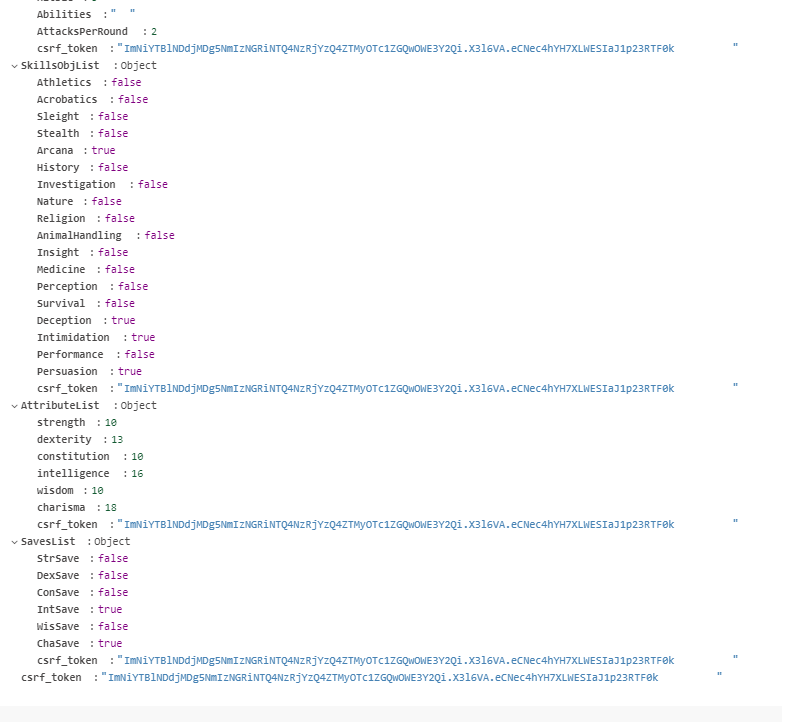 Abilities :" "
AttacksPerRound :2
csrf_token :"ImNiYTBlNDdjMDg5NmIzNGRiNTQ4NzRjYzQ4ZTMyOTc1ZGQwOWE3Y2Qi.X3l6VA.eCNec4hYH7XLWESIaJ1p23RTF0k "
SkillsObjList :Object
Athletics :false
Acrobatics :false
Sleight :false
Stealth :false
Arcana :true
History :false
Investigation :false
Nature :false
Religion :false
AnimalHandling :false
Insight :false
Medicine :false
Perception :false
Survival :false
Deception :true
Intimidation :true
Performance :false
Persuasion :true
csrf_token :"ImNiYTBlNDdjMDg5NmIzNGRiNTQ4NzRjYzQ4ZTMyOTc1ZGQwOWE3Y2Qi.X3l6VA.eCNec4hYH7XLWESIaJ1p23RTF0k "
AttributeList :Object
strength :10
dexterity :13
constitution :10
intelligence :16
wisdom :10
charisma :18
csrf_token :"ImNiYTBlNDdjMDg5NmIzNGRiNTQ4NzRjYzQ4ZTMyOTc1ZGQwOWE3Y2Qi.X3l6VA.eCNec4hYH7XLWESIaJ1p23RTF0k "
SavesList :Object
StrSave :false
DexSave :false
ConSave :false
IntSave :true
WisSave :false
ChaSave :true
csrf_token :"ImNiYTBlNDdjMDg5NmIzNGRiNTQ4NzRjYzQ4ZTMyOTc1ZGQwOWE3Y2Qi.X3l6VA.eCNec4hYH7XLWESIaJ1p23RTF0k "
csrf_token :"ImNiYTBlNDdjMDg5NmIzNGRiNTQ4NzRjYzQ4ZTMyOTc1ZGQwOWE3Y2Qi.X3l6VA.eCNec4hYH7XLWESIaJ1p23RTF0k "